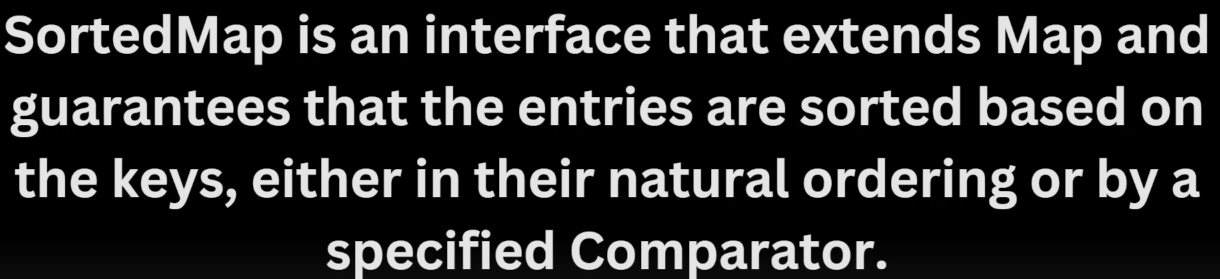 SortedMap is an interface that extends Map and
guarantees that the entries are sorted based on
the keys, either in their natural ordering or by a
specified Comparator.